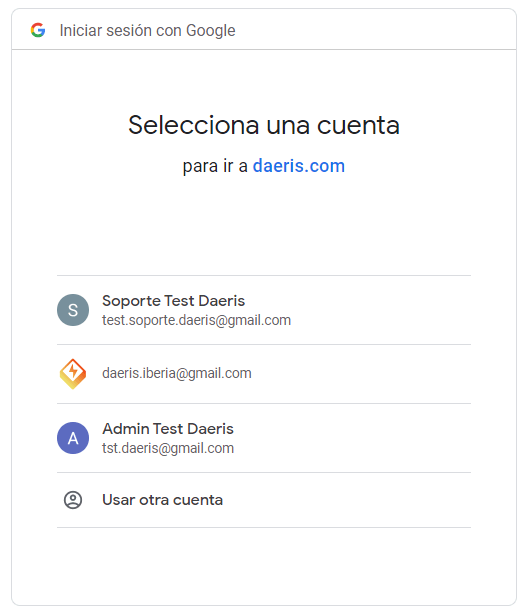 Iniciar sesión con Google
Selecciona una cuenta
para ir a daeris.com
S
Soporte Test Daeris
test.soporte.daeris@gmail.com
daeris.iberia@gmail.com
A
Admin Test Daeris
tst.daeris@gmail.com
Usar otra cuenta